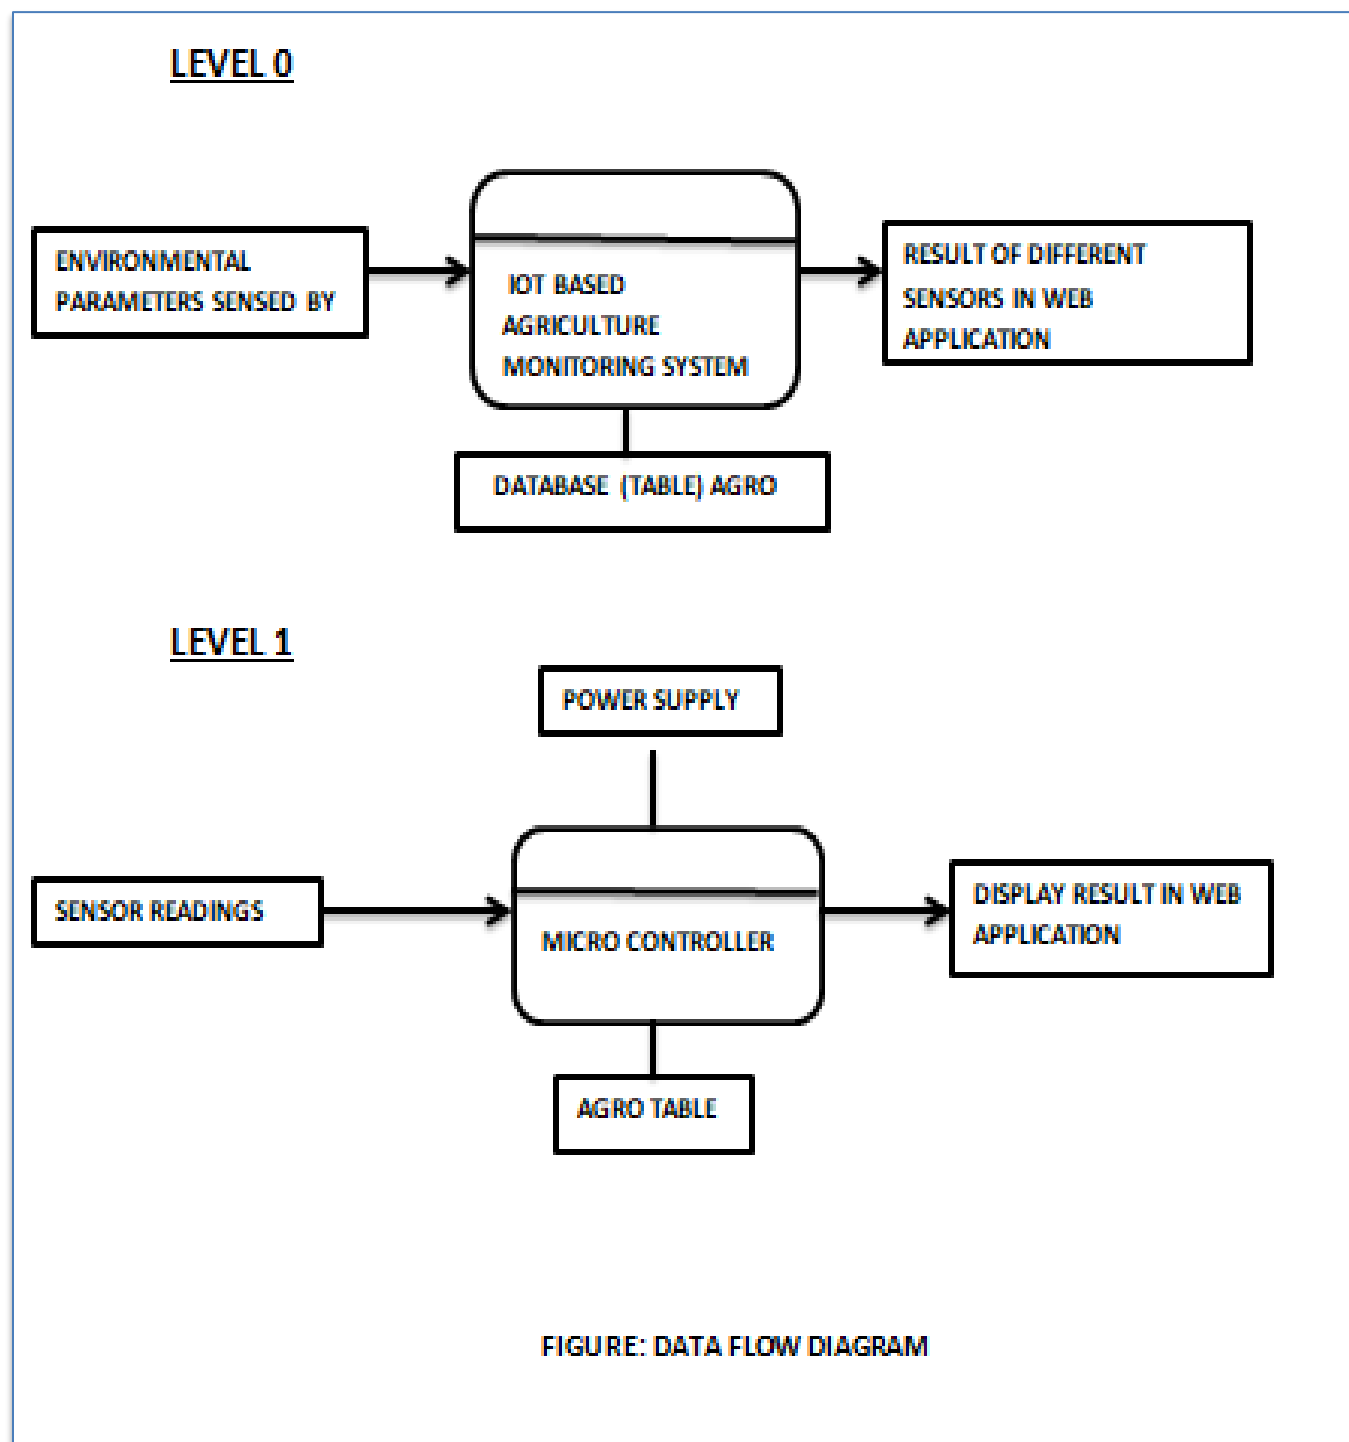 LEVEL 0
ENVIRONMENTAL
PARAMETERS SENSED BY
IOT BASED
AGRICULTURE
MONITORING SYSTEM
RESULT OF DIFFERENT
SENSORS IN WEB
APPLICATION
DATABASE (TABLE) AGRO
LEVEL 1
POWER SUPPLY
SENSOR READINGS
MICRO CONTROLLER
DISPLAY RESULT IN WEB
APPLICATION
AGRO TABLE
FIGURE: DATA FLOW DIAGRAM